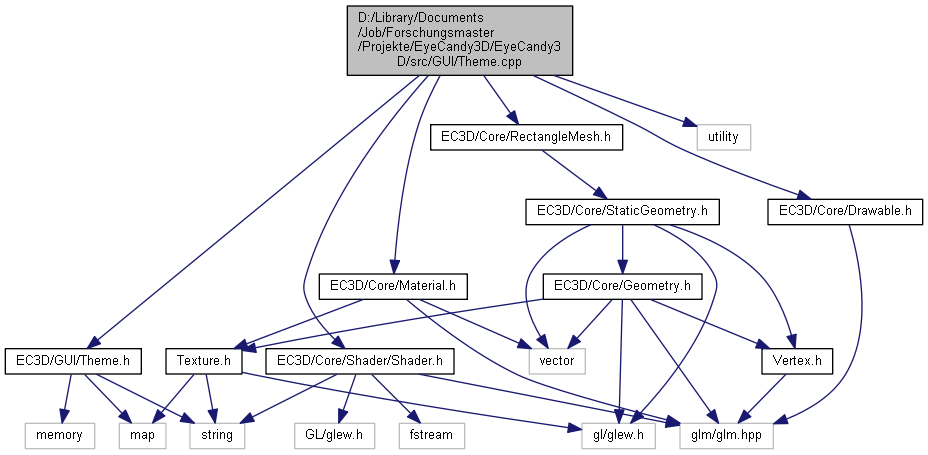 D:/Library/Documents
/Job/Forschungsmaster
/Projekte/EyeCandy3D/EyeCandy3
D/src/GUI/Theme.cpp
EC3D/Core/RectangleMesh.h
utility
EC3D/Core/StaticGeometry.h
EC3D/Core/Drawable.h
EC3D/Core/Material.h
EC3D/Core/Geometry.h
EC3D/GUI/Theme.h
Texture.h
EC3D/Core/Shader/Shader.h
vector
Vertex.h
memory
map
string
GL/glew.h
fstream
gl/glew.h
glm/glm.hpp